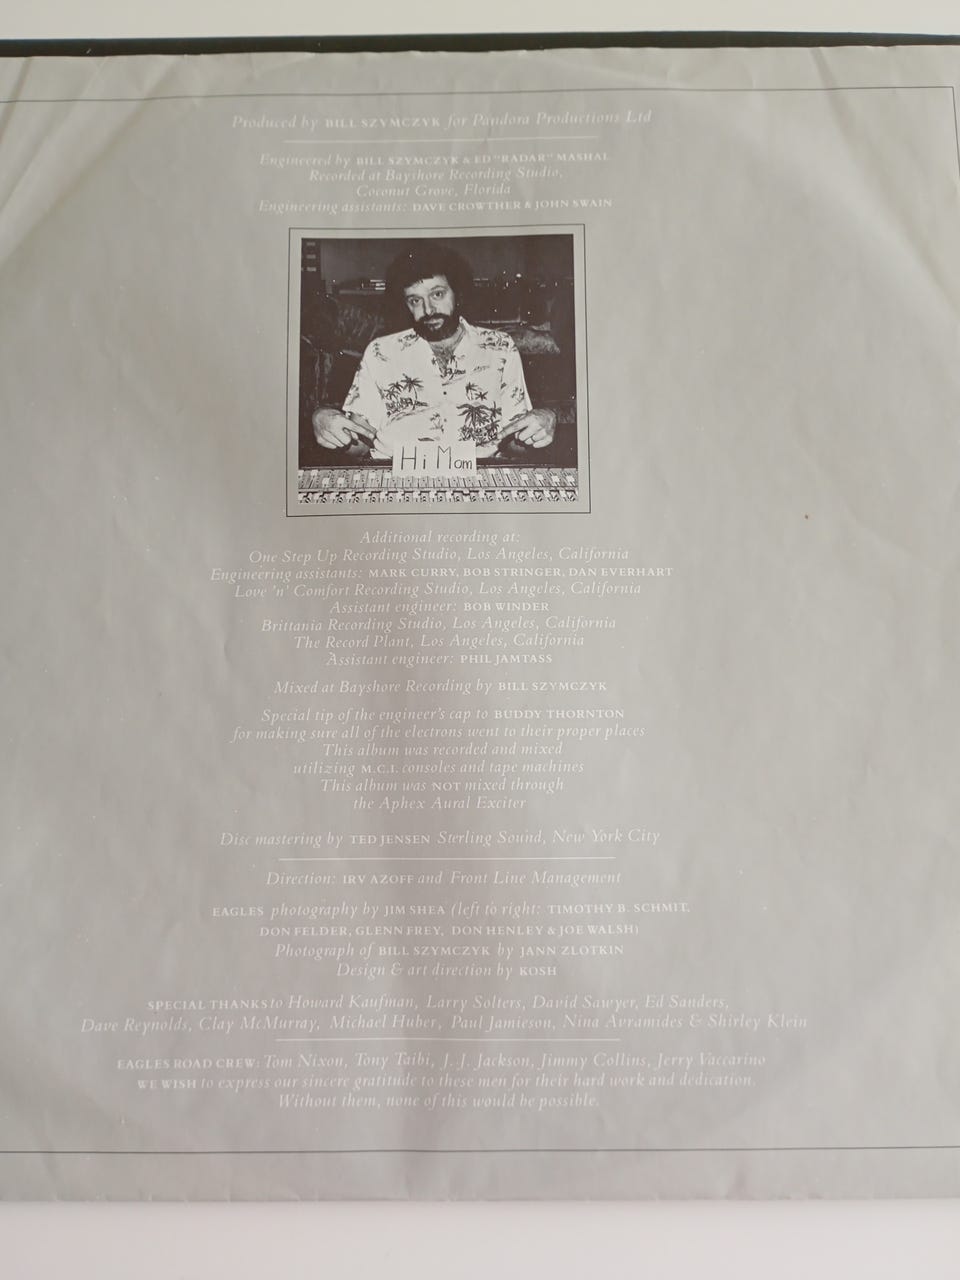 Produced by BILL SZYMCZYK for Pandora Productions Ltd
Engineered by BILL SZYMCZYK & ED "RADAR" MASHAL
Recorded at Bayshore Recording Studio,
Coconut Grove, Florida
Engineering assistants: DAVE CROWTHER & JOHN SWAIN
Hi Mom
Additional recording at:
One Step Up Recording Studio, Los Angeles, California
Engineering assistants: MARK CURRY, BOB STRINGER, DAN EVERHART
Love 'n' Comfort Recording Studio, Los Angeles, California
Assistant engineer: BOB WINDER
Brittania Recording Studio, Los Angeles, California
The Record Plant, Los Angeles, California
Assistant engineer: PHIL JAMTASS
Mixed at Bayshore Recording by BILL SZYMCZYK
Special tip of the engineer's cap to BUDDY THORNTON
for making sure all of the electrons went to their proper places
This album was recorded and mixed
utilizing M.C.I. consoles and tape machines
This album was NOT mixed through
the Aphex Aural Exciter
Disc mastering by TED JENSEN Sterling Sound, New York City
Direction: IRV AZOFF and Front Line Management
EAGLES photography by JIM SHEA (left to right: TIMOTHY B. SCHMIT,
DON FELDER, GLENN FREY, DON HENLEY & JOE WALSH)
Photograph of BILL SZYMCZYK by JANN ZLOTKIN
Design & art direction by KOSH
SPECIAL THANKS to Howard Kaufman, Larry Solters, David Sawyer, Ed Sanders,
Dave Reynolds, Clay McMurray, Michael Huber, Paul Jamieson, Nina Avramides & Shirley Klein
EAGLES ROAD CREW: Tom Nixon, Tony Taibi, J. J. Jackson, Jimmy Collins, Jerry Vaccarino
WE WISH to express our sincere gratitude to these men for their hard work and dedication.
Without them, none of this would be possible.